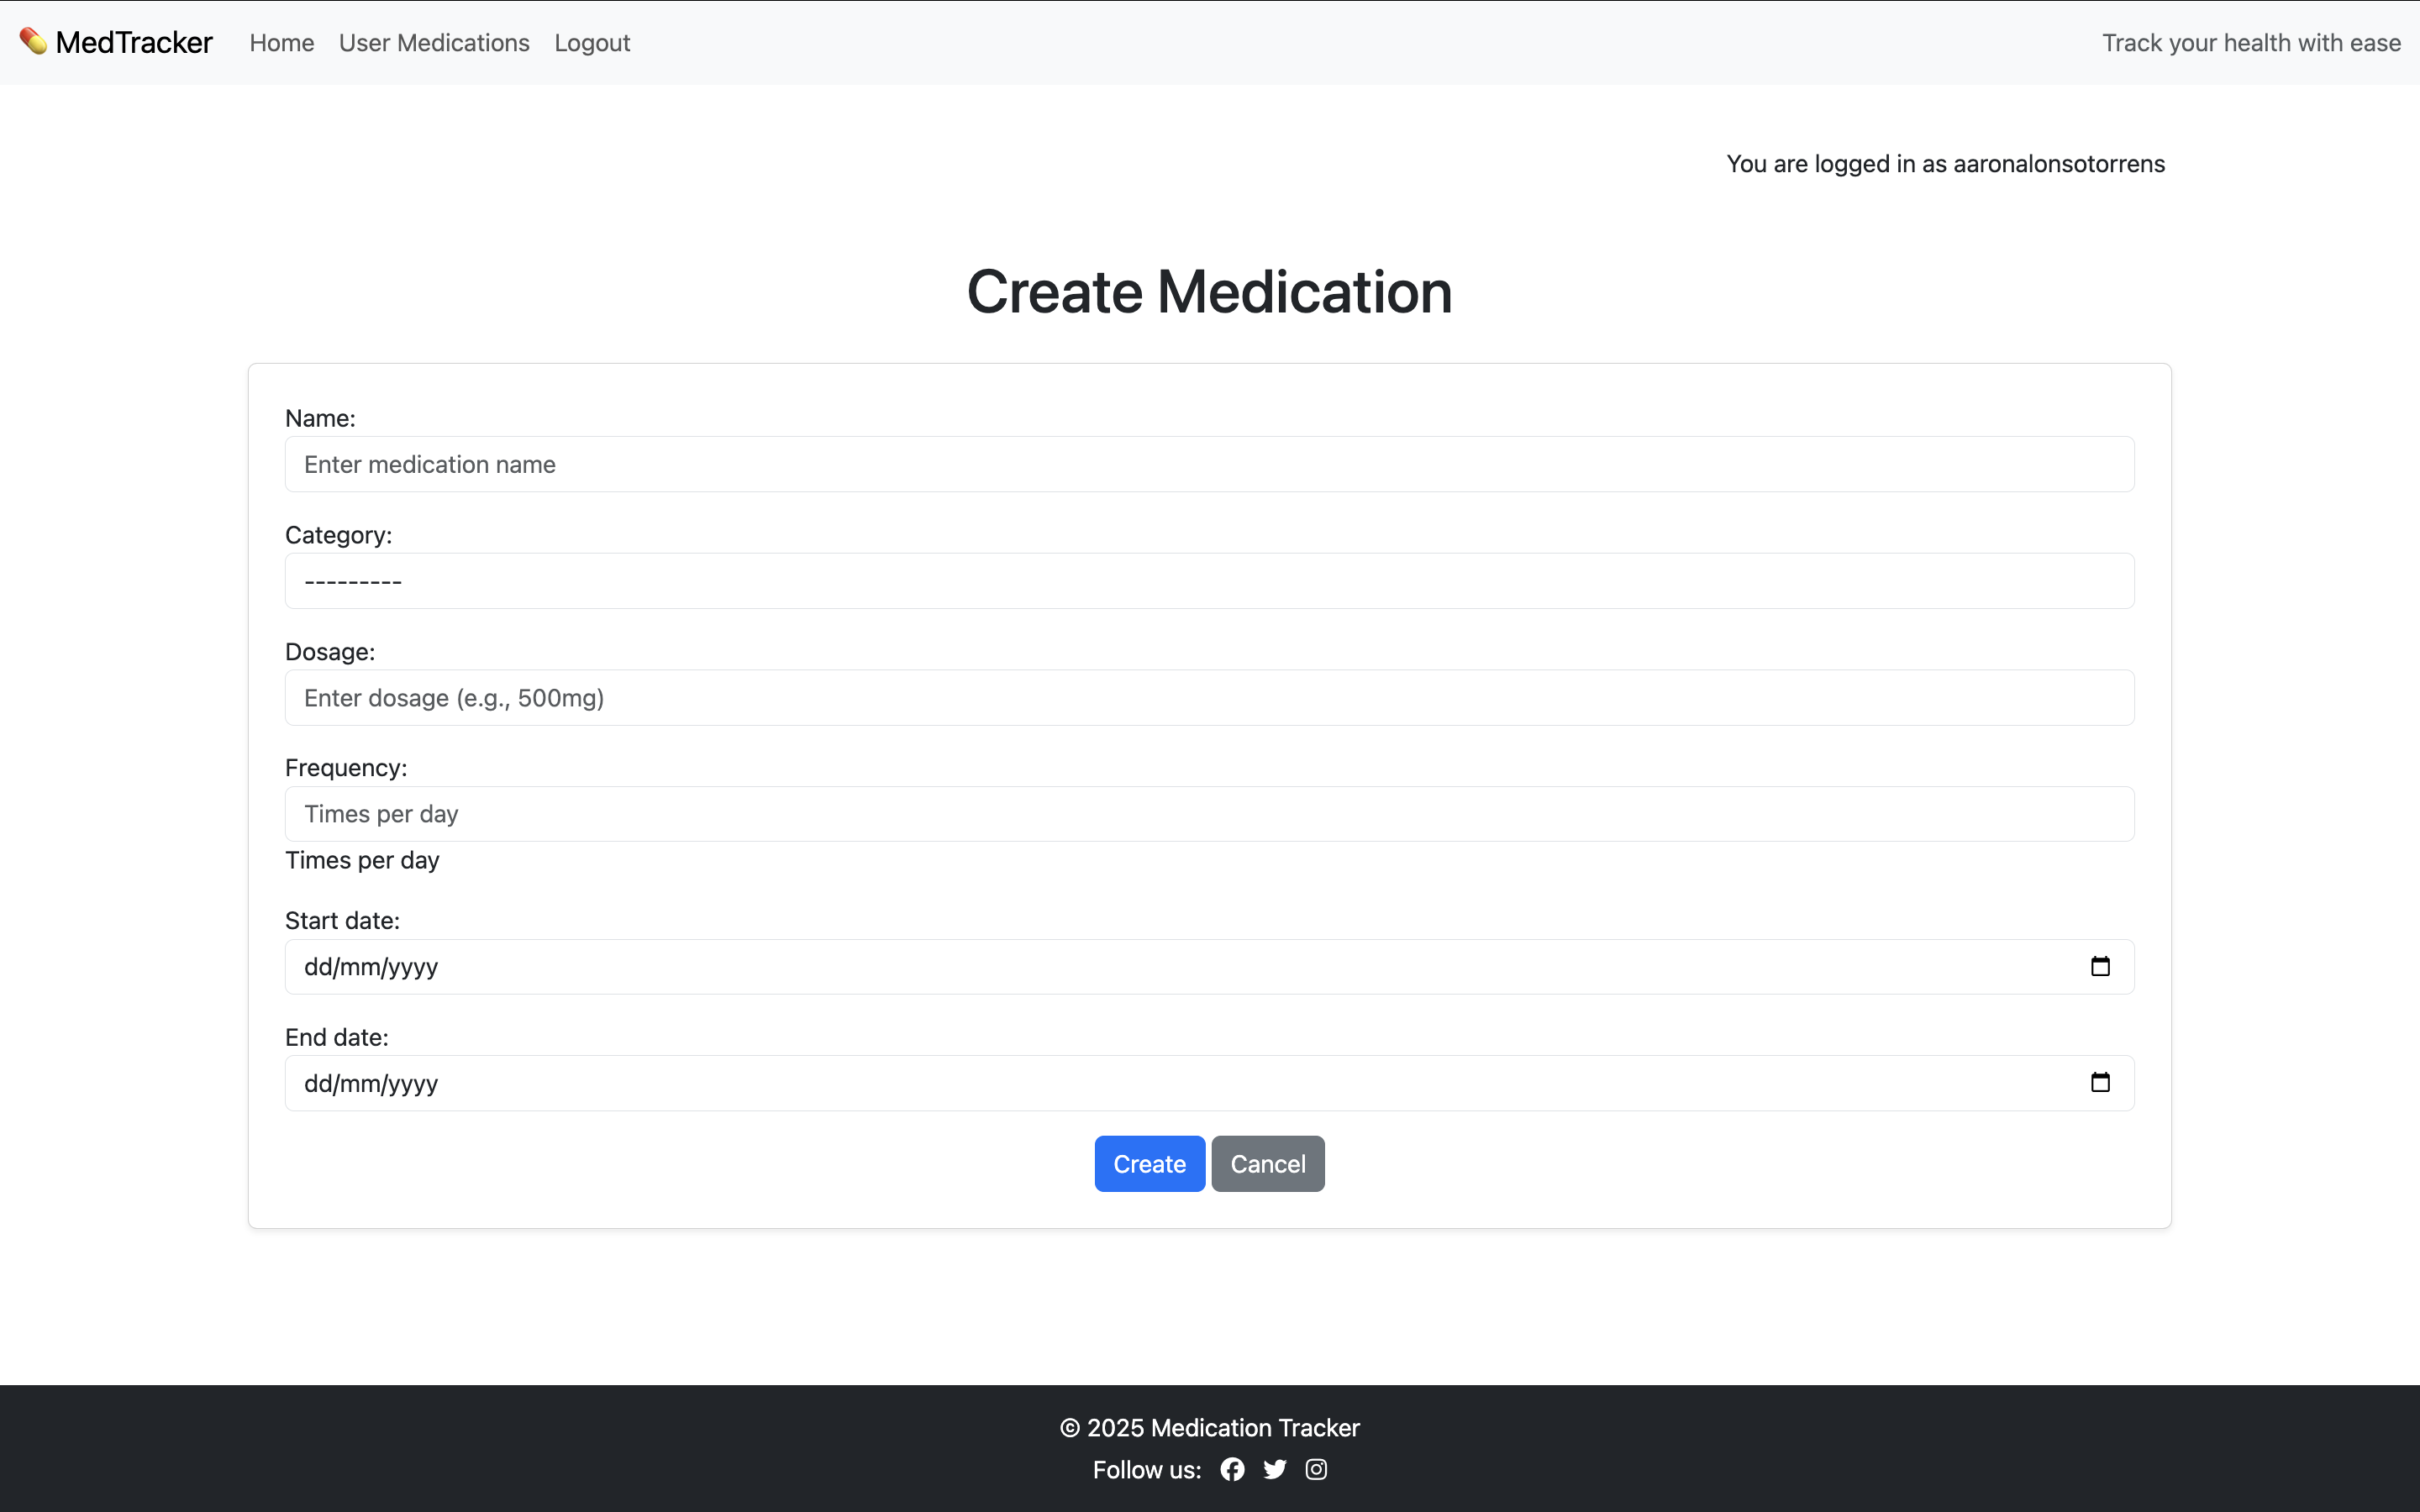 MedTracker Home User Medications Logout Track your health with ease
You are logged in as aaronalonsotorrens
Create Medication
Name:
Enter medication name
Category:
---------
Dosage:
Enter dosage (e.g., 500mg)
Frequency:
Times per day
Times per day
Start date:
dd/mm/yyyy
End date:
dd/mm/yyyy
Create Cancel
© 2025 Medication Tracker
Follow us: